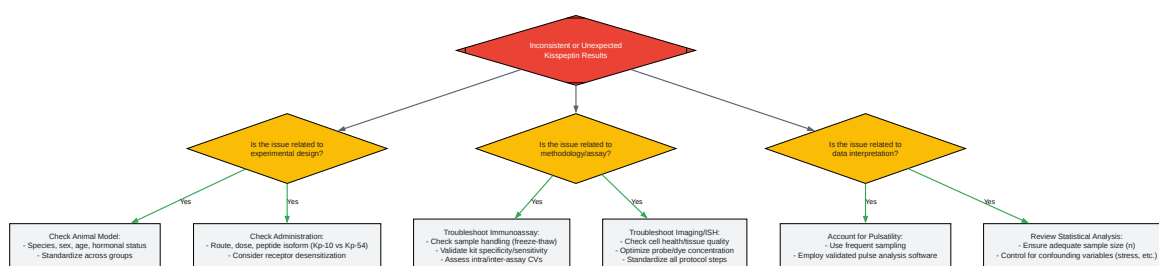 Inconsistent or Unexpected
Kisspeptin Results
Is the issue related to
experimental design?
Is the issue related to
methodology/assay?
Is the issue related to
data interpretation?
Yes
Yes
Yes
Yes
Yes
Yes
Check Animal Model:
- Species, sex, age, hormonal status
- Standardize across groups
Check Administration:
- Route, dose, peptide isoform (Kp-10 vs Kp-54)
- Consider receptor desensitization
Troubleshoot Immunoassay:
- Check sample handling (freeze-thaw)
- Validate kit specificity/sensitivity
- Assess intra/inter-assay CVs
Troubleshoot Imaging/ISH:
- Check cell health/tissue quality
- Optimize probe/dye concentration
- Standardize all protocol steps
Account for Pulsatility:
- Use frequent sampling
- Employ validated pulse analysis software
Review Statistical Analysis:
- Ensure adequate sample size (n)
- Control for confounding variables (stress, etc.)